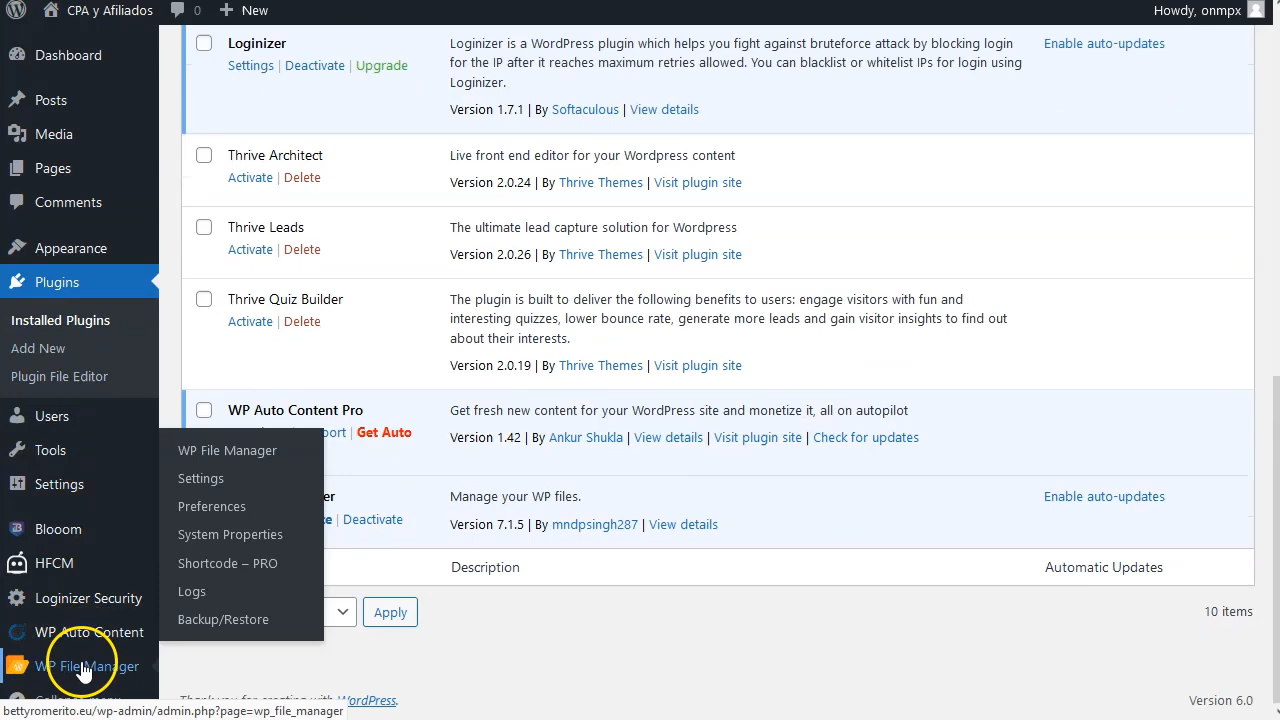 CPA y Afiliados
0
New
Howdy, onmpx
Dashboard
Posts
Media
Pages
Comments
Appearance
Plugins
Installed Plugins
Add New
Plugin File Editor
Users
Tools
Settings
Blooom
HFCM
Loginizer Security
WP Auto Content
WP File Manager
Collapse menu
Loginizer
Settings | Deactivate | Upgrade
Loginizer is a WordPress plugin which helps you fight against bruteforce attack by blocking login
for the IP after it reaches maximum retries allowed. You can blacklist or whitelist IPs for login using
Loginizer.
Version 1.7.1 | By Softaculous | View details
Enable auto-updates
Thrive Architect
Activate | Delete
Live front end editor for your Wordpress content
Version 2.0.24 | By Thrive Themes | Visit plugin site
Thrive Leads
Activate | Delete
The ultimate lead capture solution for Wordpress
Version 2.0.26 | By Thrive Themes | Visit plugin site
Thrive Quiz Builder
Activate | Delete
The plugin is built to deliver the following benefits to users: engage visitors with fun and
interesting quizzes, lower bounce rate, generate more leads and gain visitor insights to find out
about their interests.
Version 2.0.19 | By Thrive Themes | Visit plugin site
WP Auto Content Pro
port | Get Auto
Get fresh new content for your WordPress site and monetize it, all on autopilot
Version 1.42 | By Ankur Shukla | View details | Visit plugin site | Check for updates
WP File Manager
Settings
Preferences
System Properties
Shortcode – PRO
Logs
Backup/Restore
er
te | Deactivate
Manage your WP files.
Version 7.1.5 | By mndpsingh287 | View details
Enable auto-updates
Description
Automatic Updates
Apply
10 items
Thank you for creating with WordPress.
Version 6.0
bettyromerito.eu/wp-admin/admin.php?page=wp_file_manager